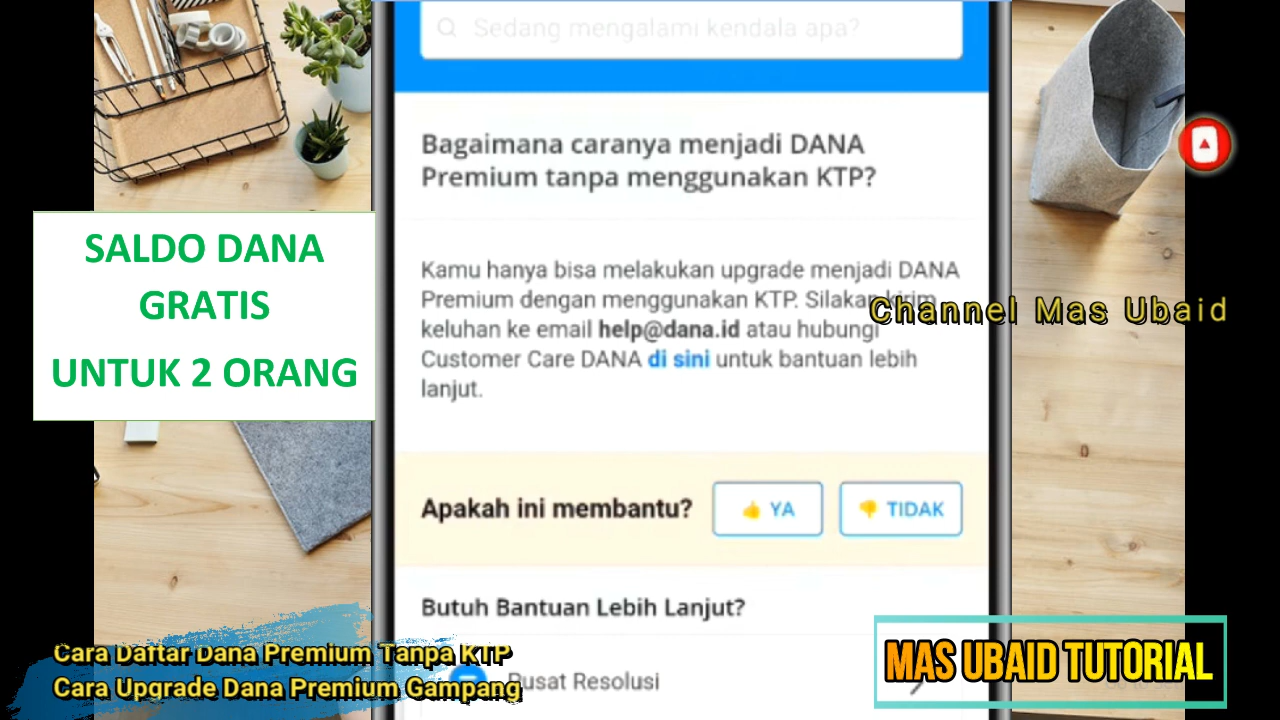 Sedang mengalami kendala apa?
Bagaimana caranya menjadi DANA
Premium tanpa menggunakan KTP?
SALDO DANA
GRATIS
UNTUK 2 ORANG
Kamu hanya bisa melakukan upgrade menjadi DANA
Premium dengan menggunakan KTP. Silakan kirim
keluhan ke email help@dana.id atau hubungi
Customer Care DANA di sini untuk bantuan lebih
lanjut.
Channel Mas Ubaid
Apakah ini membantu?
YA
TIDAK
Butuh Bantuan Lebih Lanjut?
Pusat Resolusi
Cara Daftar Dana Premium Tanpa KTP
Cara Upgrade Dana Premium Gampang
MAS UBAID TUTORIAL